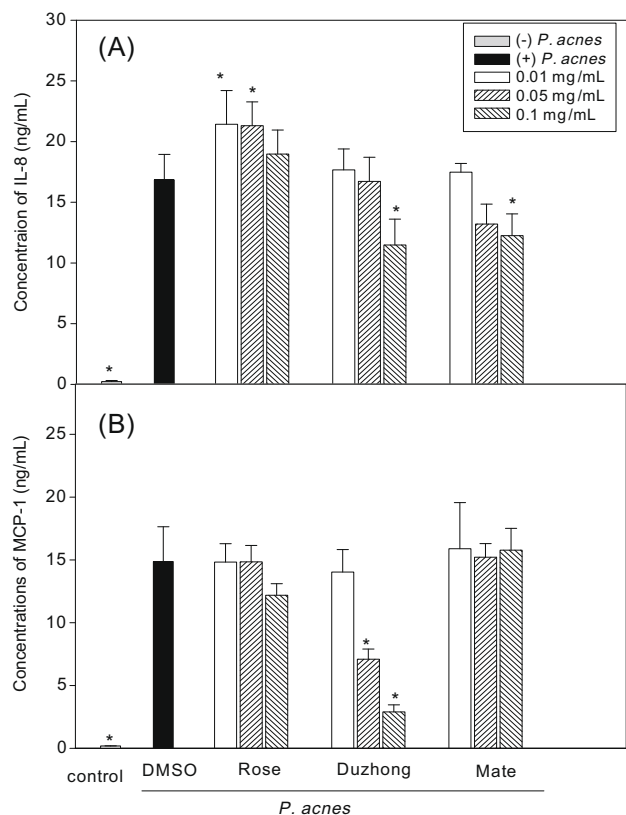 30
(A)
(-) P. acnes
(+) P. acnes
0.01 mg/mL
0.05 mg/mL
0.1 mg/mL
25
20
15
10
5
0
Concentraion of IL-8 (ng/mL)
*
*
*
*
*
(B)
25
20
15
10
5
0
Concentrations of MCP-1 (ng/mL)
*
*
*
control
DMSO
Rose
Duzhong
Mate
P. acnes